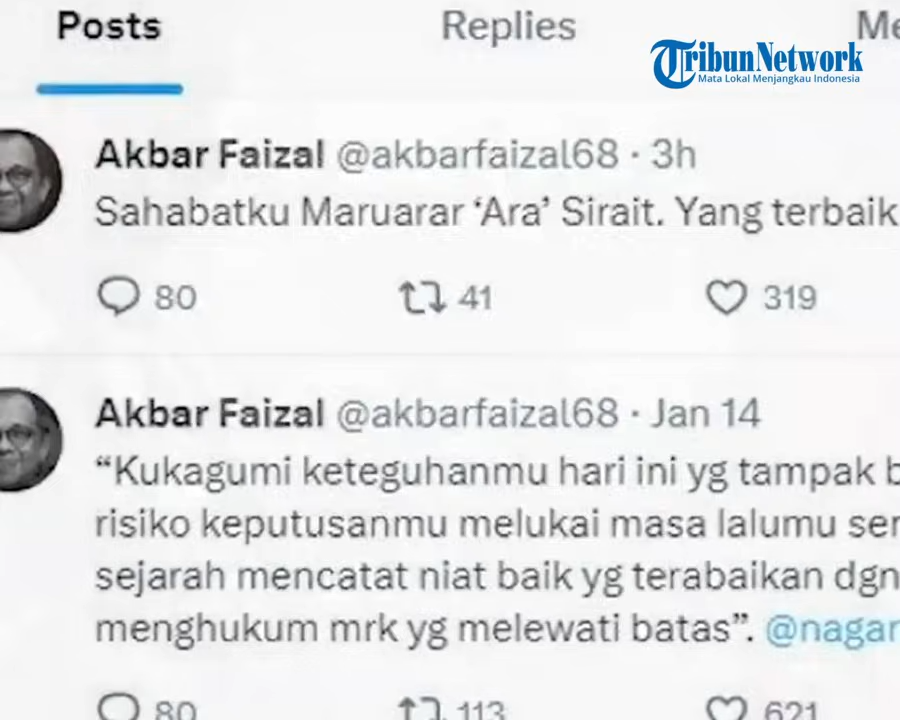 Posts Replies
TribunNetwork
Mata Lokal Menjangkau Indonesia
Akbar Faizal @akbarfaizal68 · 3h
Sahabatku Maruarar ‘Ara’ Sirait. Yang terbaik
80 41 319
Akbar Faizal @akbarfaizal68 · Jan 14
“Kukagumi keteguhanmu hari ini yg tampak
risiko keputusanmu melukai masa lalumu
sejarah mencatat niat baik yg terabaikan dgn
menghukum mrk yg melewati batas”.
80 113 621